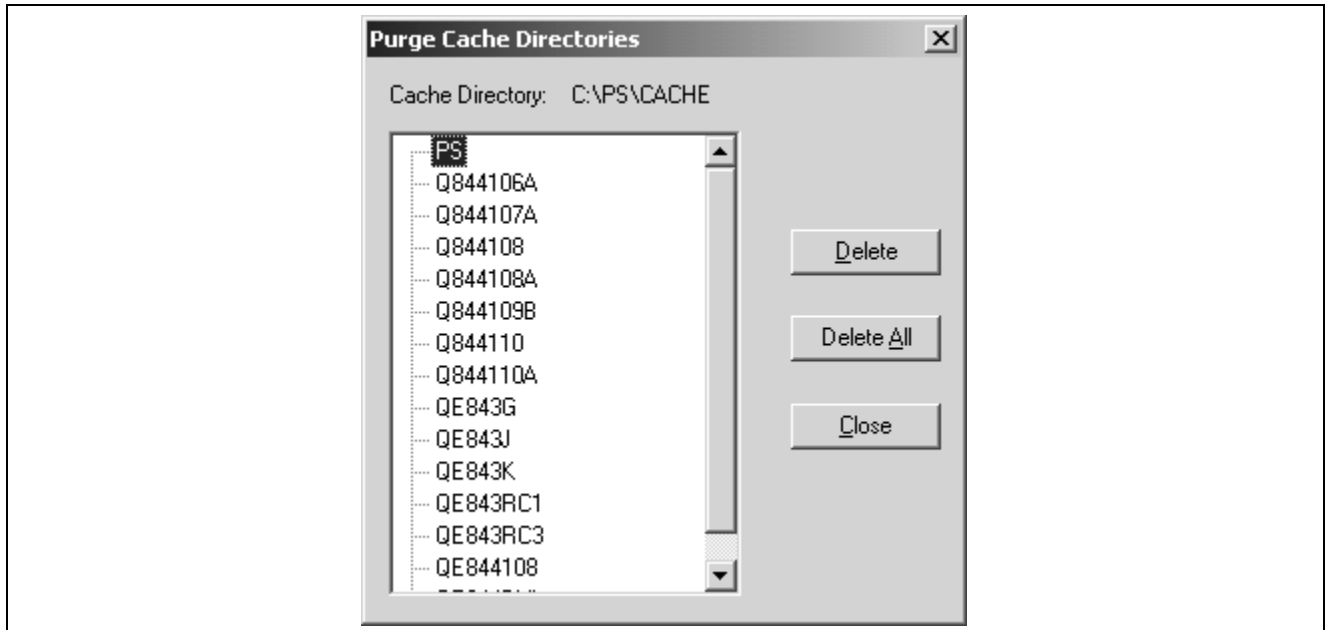 Purge Cache Directories
Cache Directory: C:\PS\CACHE
PS
Q844106A
Q844107A
Q844108
Q844108A
Q844109B
Q844110
Q844110A
QE843G
QE843J
QE843K
QE843RC1
QE843RC3
QE844108
Delete
Delete All
Close